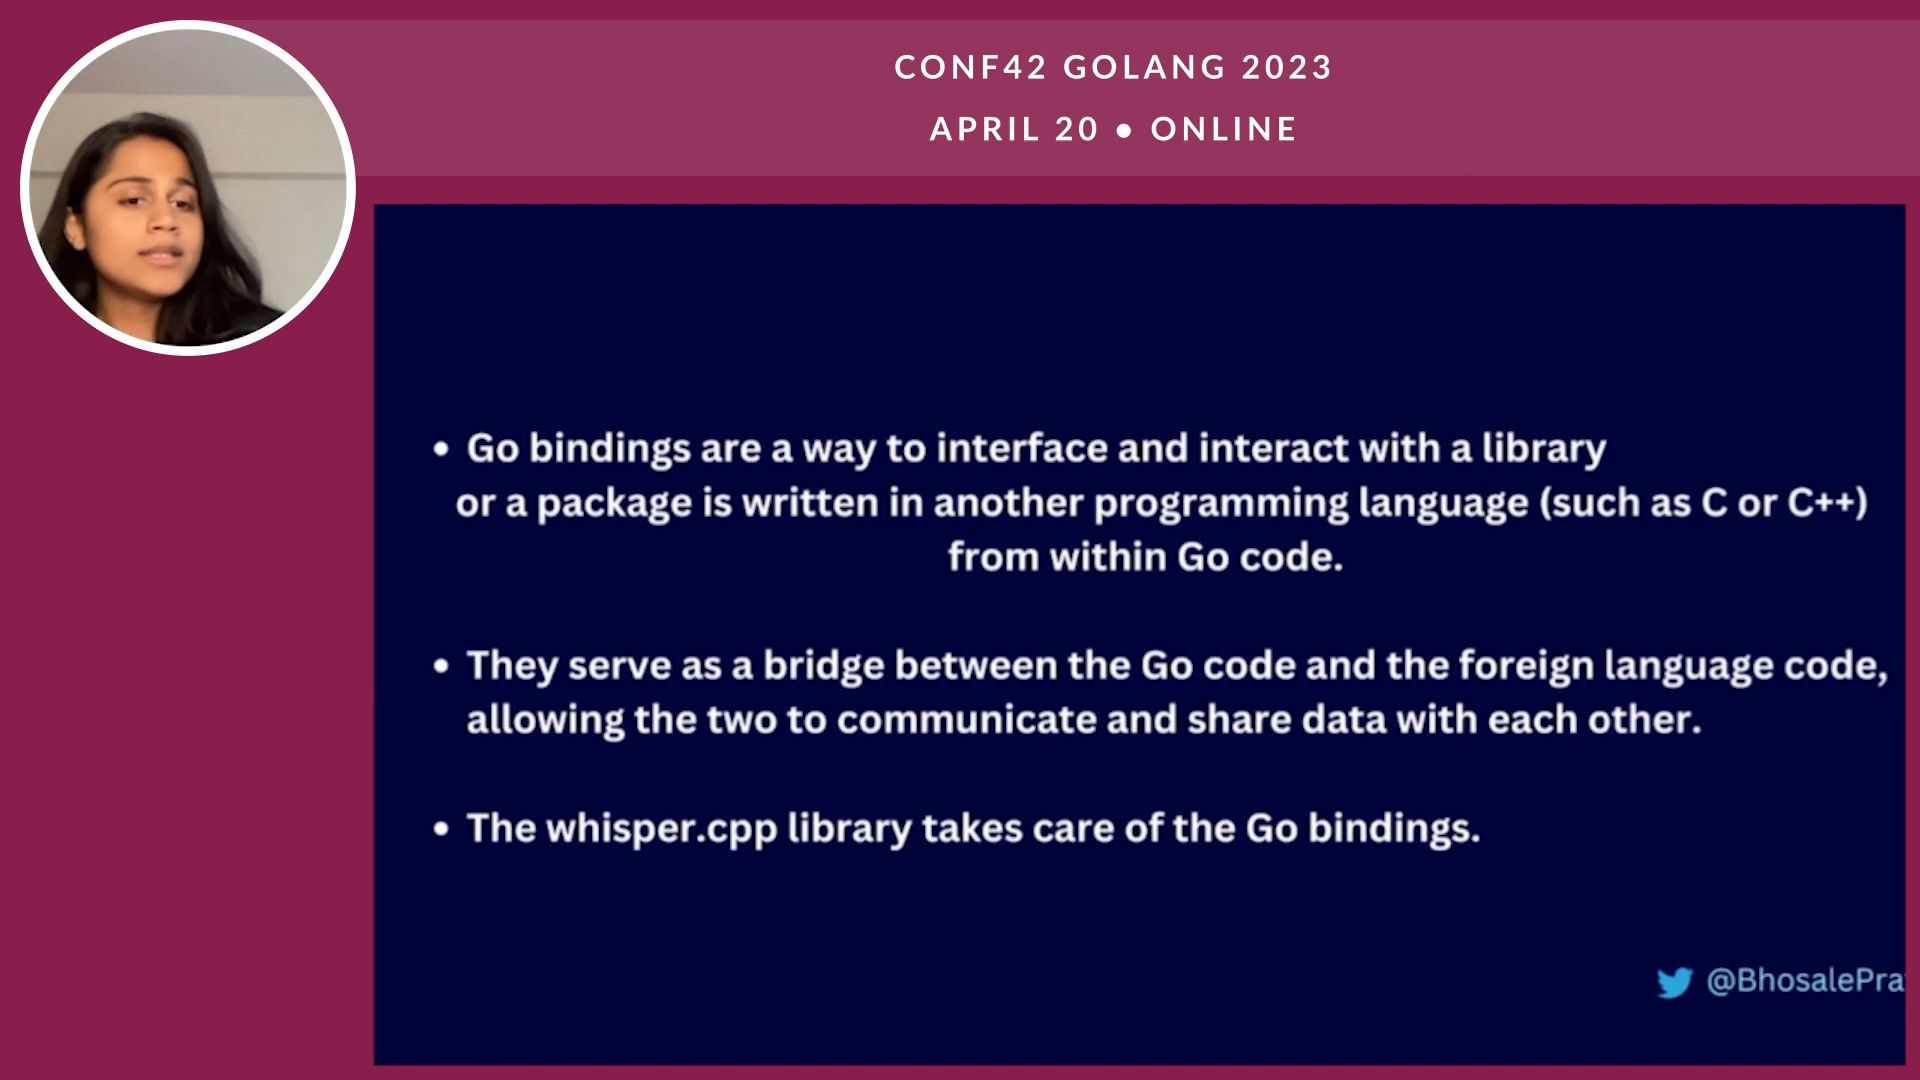 CONF42 GOLANG 2023
APRIL 20 • ONLINE
• Go bindings are a way to interface and interact with a library
or a package is written in another programming language (such as C or C++)
from within Go code.
• They serve as a bridge between the Go code and the foreign language code,
allowing the two to communicate and share data with each other.
• The whisper.cpp library takes care of the Go bindings.
@BhosalePra